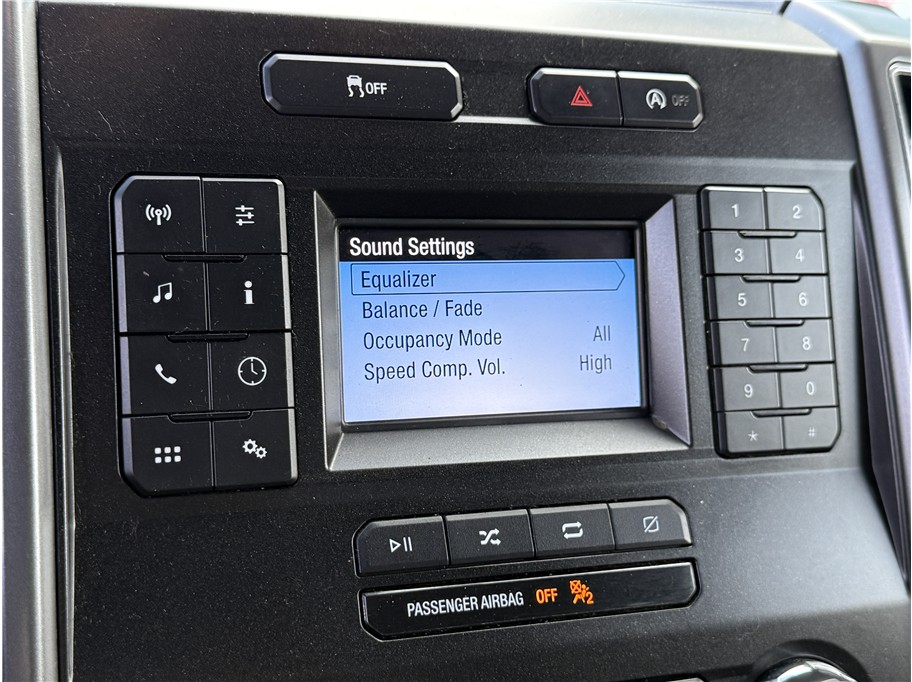 OFF
A OFF
Sound Settings
Equalizer
Balance / Fade
Occupancy Mode All
Speed Comp. Vol. High
i
1 2
3 4
5 6
7 8
9 0
* #
PASSENGER AIRBAG OFF 2